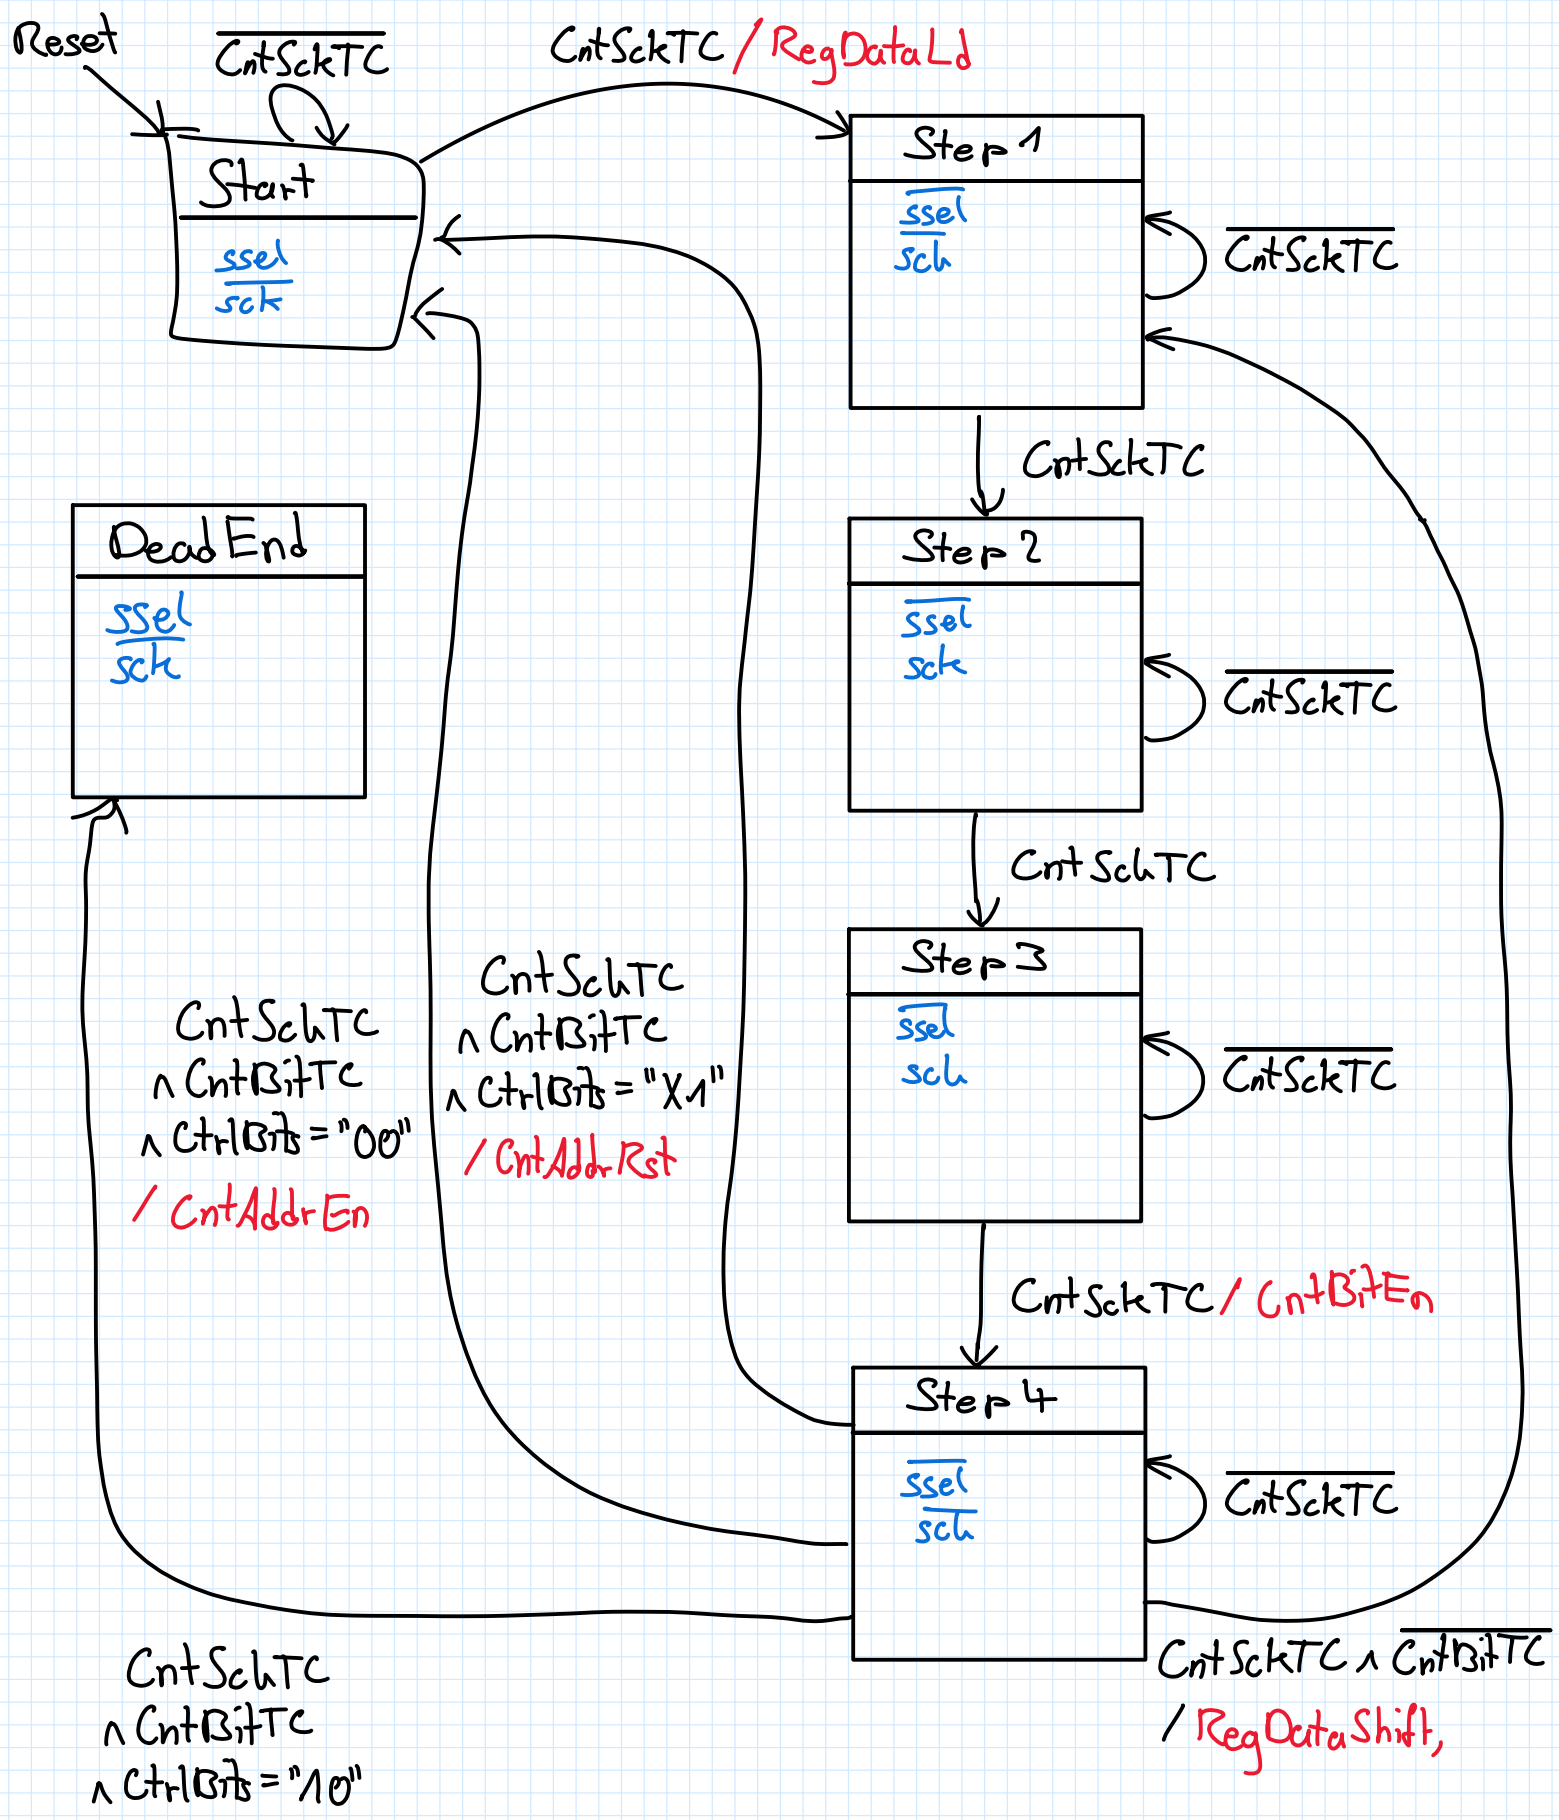 Reset
CntSckTC
CntSckTC / RegDataLd
Start
ssel
sck
Step 1
ssel
sck
CntSckTC
CntSckTC
DeadEnd
ssel
sck
Step 2
ssel
sck
CntSckTC
CntSckTC
Step 3
ssel
sck
CntSckTC
CntSckTC
∧ CntBitTC
∧ CtrlBits = "00"
/ CntAddrEn
CntSckTC
∧ CntBitTC
∧ CtrlBits = "X1"
/ CntAddrRst
CntSckTC / CntBitEn
Step 4
ssel
sck
CntSckTC
CntSckTC ∧ CntBitTC
/ RegDataShift,
CntSckTC
∧ CntBitTC
∧ CtrlBits = "10"